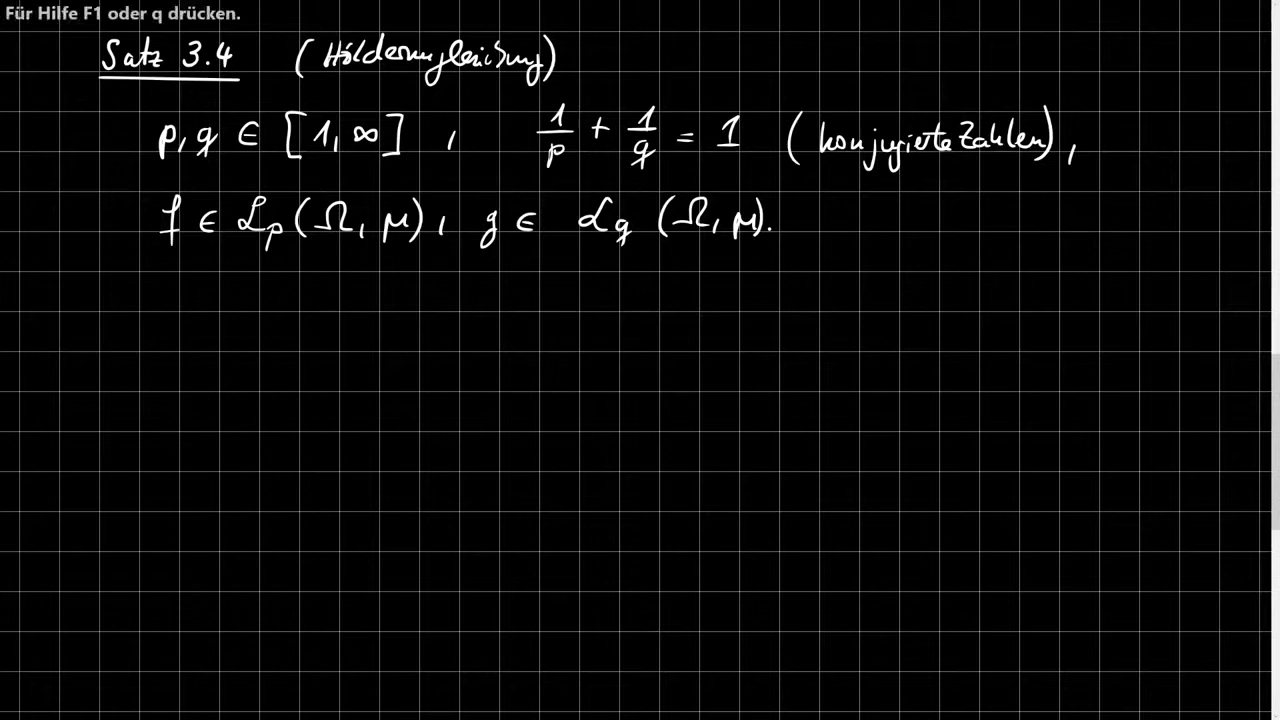 Für Hilfe F1 oder q drücken.
Satz 3.4 (Hölderungleichung)
p, q ∈ [1, ∞], 1/p + 1/q = 1 (konjugierte Zahlen),
f ∈ ℒp(Ω, μ), g ∈ ℒq(Ω, μ).